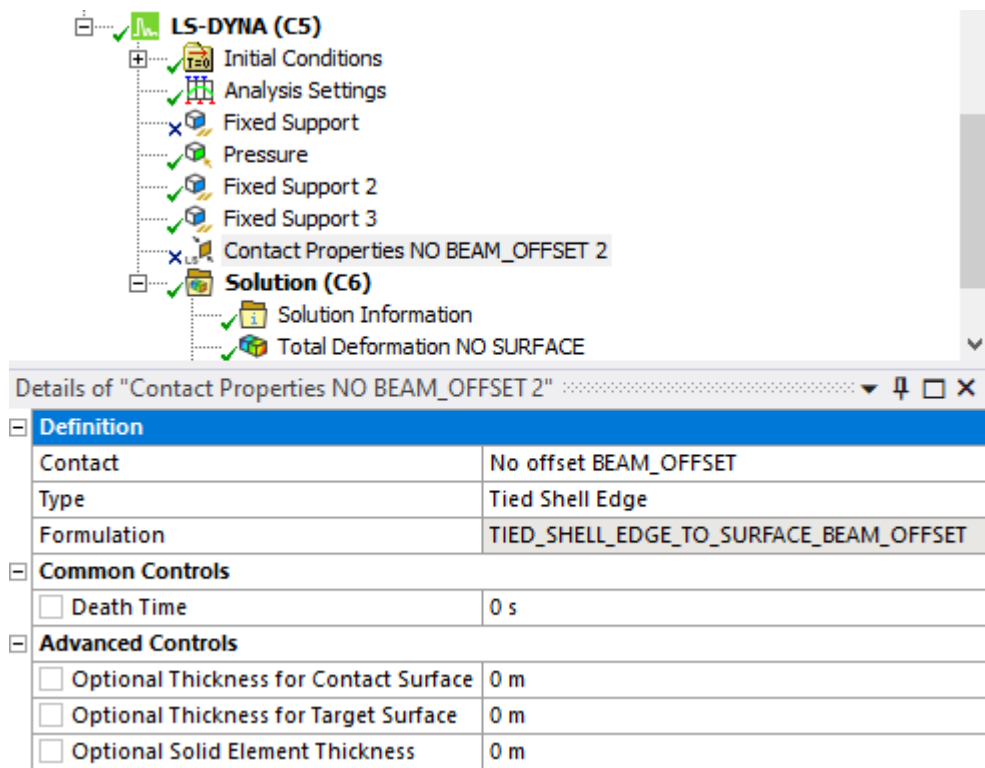 LS-DYNA (C5)
T=0 Initial Conditions
Analysis Settings
Fixed Support
Pressure
Fixed Support 2
Fixed Support 3
LS Contact Properties NO BEAM_OFFSET 2
Solution (C6)
i Solution Information
Total Deformation NO SURFACE
Details of "Contact Properties NO BEAM_OFFSET 2"
Definition
Contact No offset BEAM_OFFSET
Type Tied Shell Edge
Formulation TIED_SHELL_EDGE_TO_SURFACE_BEAM_OFFSET
Common Controls
Death Time 0 s
Advanced Controls
Optional Thickness for Contact Surface 0 m
Optional Thickness for Target Surface 0 m
Optional Solid Element Thickness 0 m